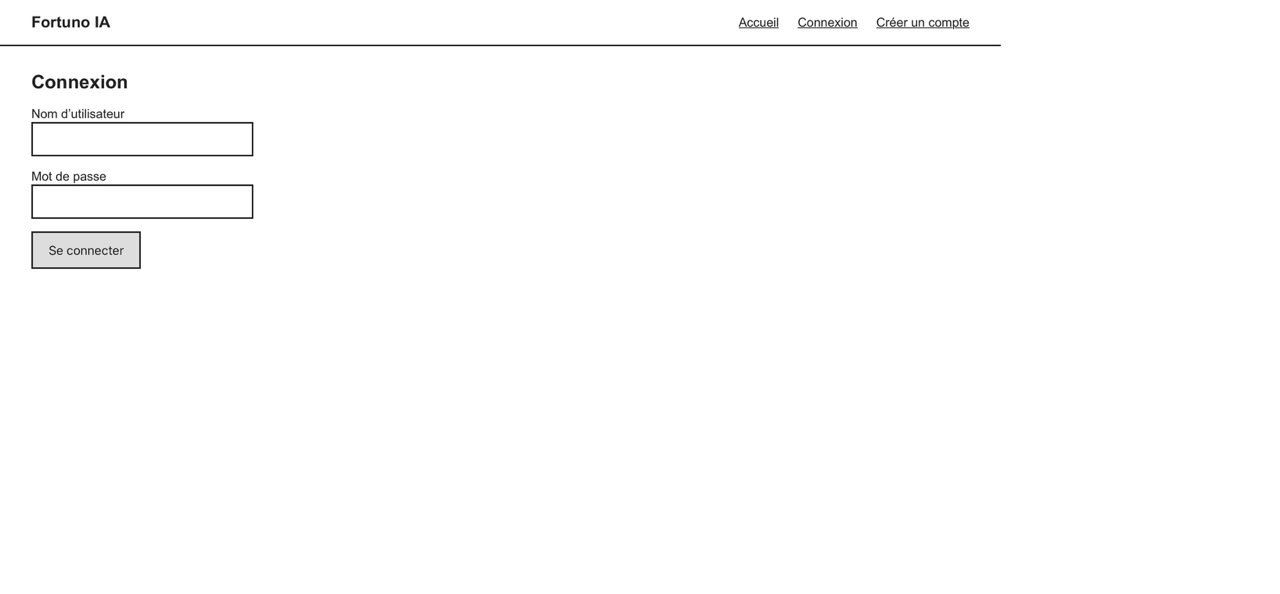 Fortuno IA
Accueil Connexion Créer un compte
Connexion
Nom d'utilisateur
Mot de passe
Se connecter